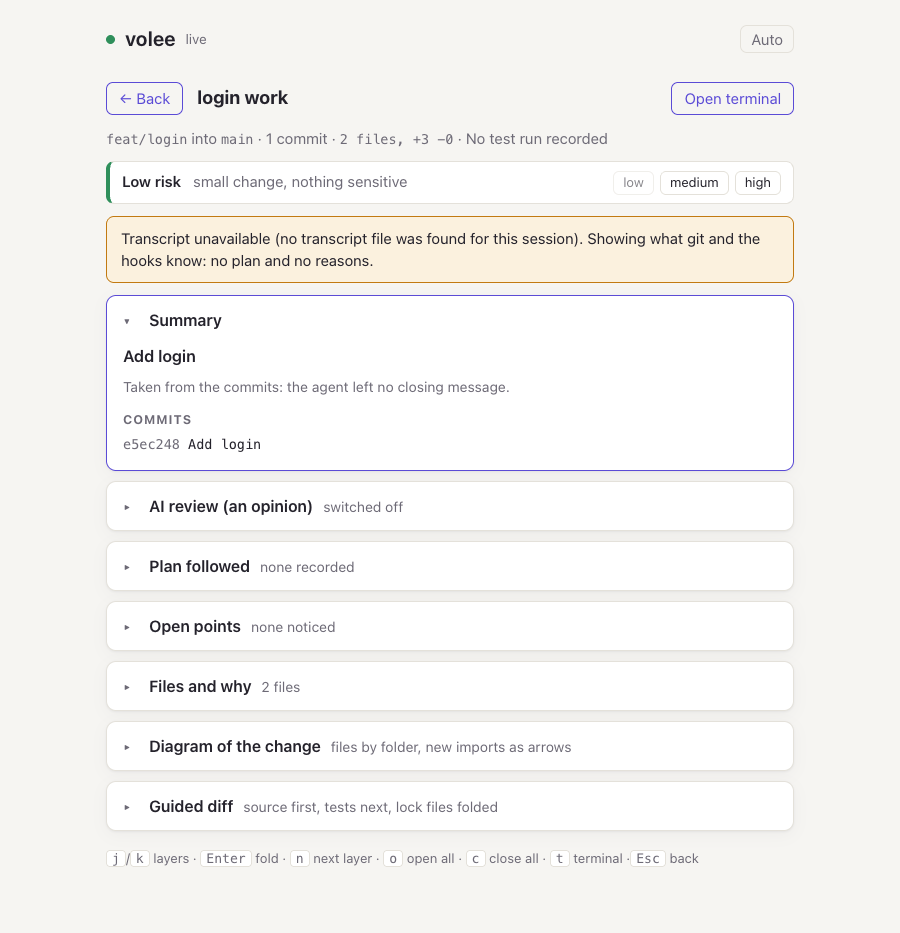 volee live Auto
← Back login work Open terminal
feat/login into main · 1 commit · 2 files, +3 −0 · No test run recorded
Low risk small change, nothing sensitive low medium high
Transcript unavailable (no transcript file was found for this session). Showing what git and the
hooks know: no plan and no reasons.
▾ Summary
Add login
Taken from the commits: the agent left no closing message.
COMMITS
e5ec248 Add login
▸ AI review (an opinion) switched off
▸ Plan followed none recorded
▸ Open points none noticed
▸ Files and why 2 files
▸ Diagram of the change files by folder, new imports as arrows
▸ Guided diff source first, tests next, lock files folded
j/k layers · Enter fold · n next layer · o open all · c close all · t terminal · Esc back